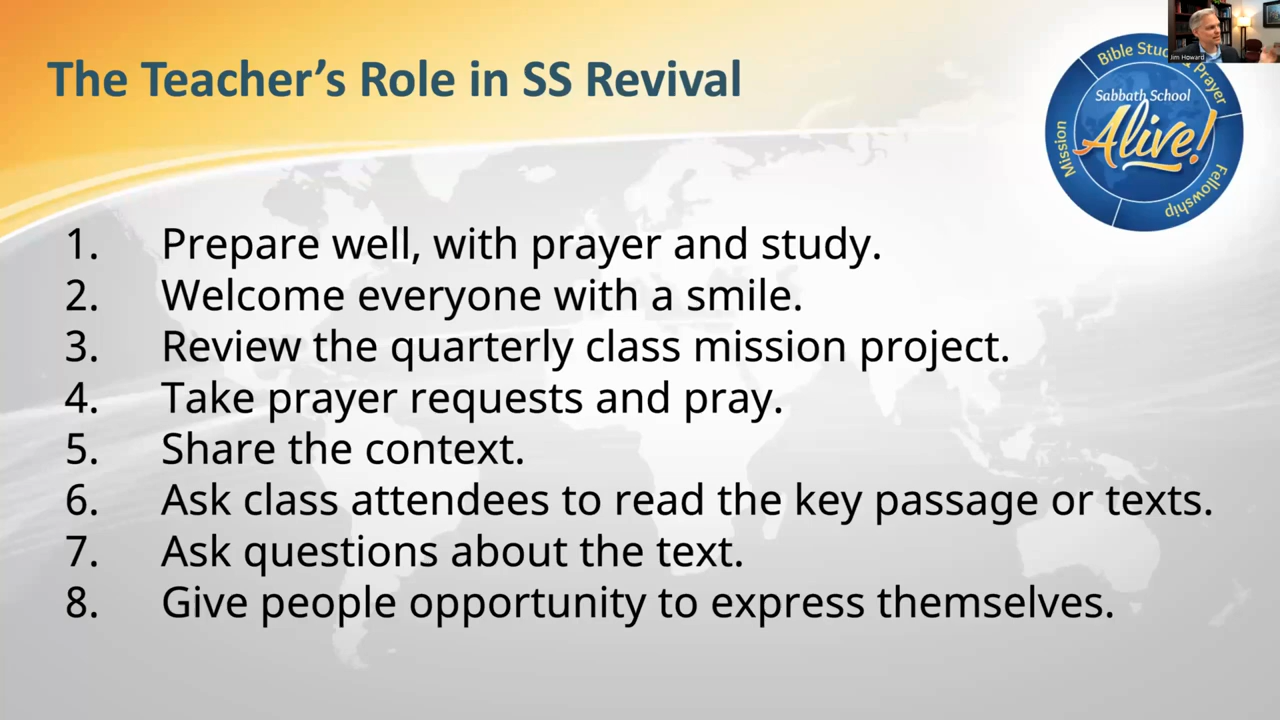 The Teacher’s Role in SS Revival
Jim Howard
Bible Study & Prayer
Sabbath School
Alive!
Mission
Fellowship
1. Prepare well, with prayer and study.
2. Welcome everyone with a smile.
3. Review the quarterly class mission project.
4. Take prayer requests and pray.
5. Share the context.
6. Ask class attendees to read the key passage or texts.
7. Ask questions about the text.
8. Give people opportunity to express themselves.